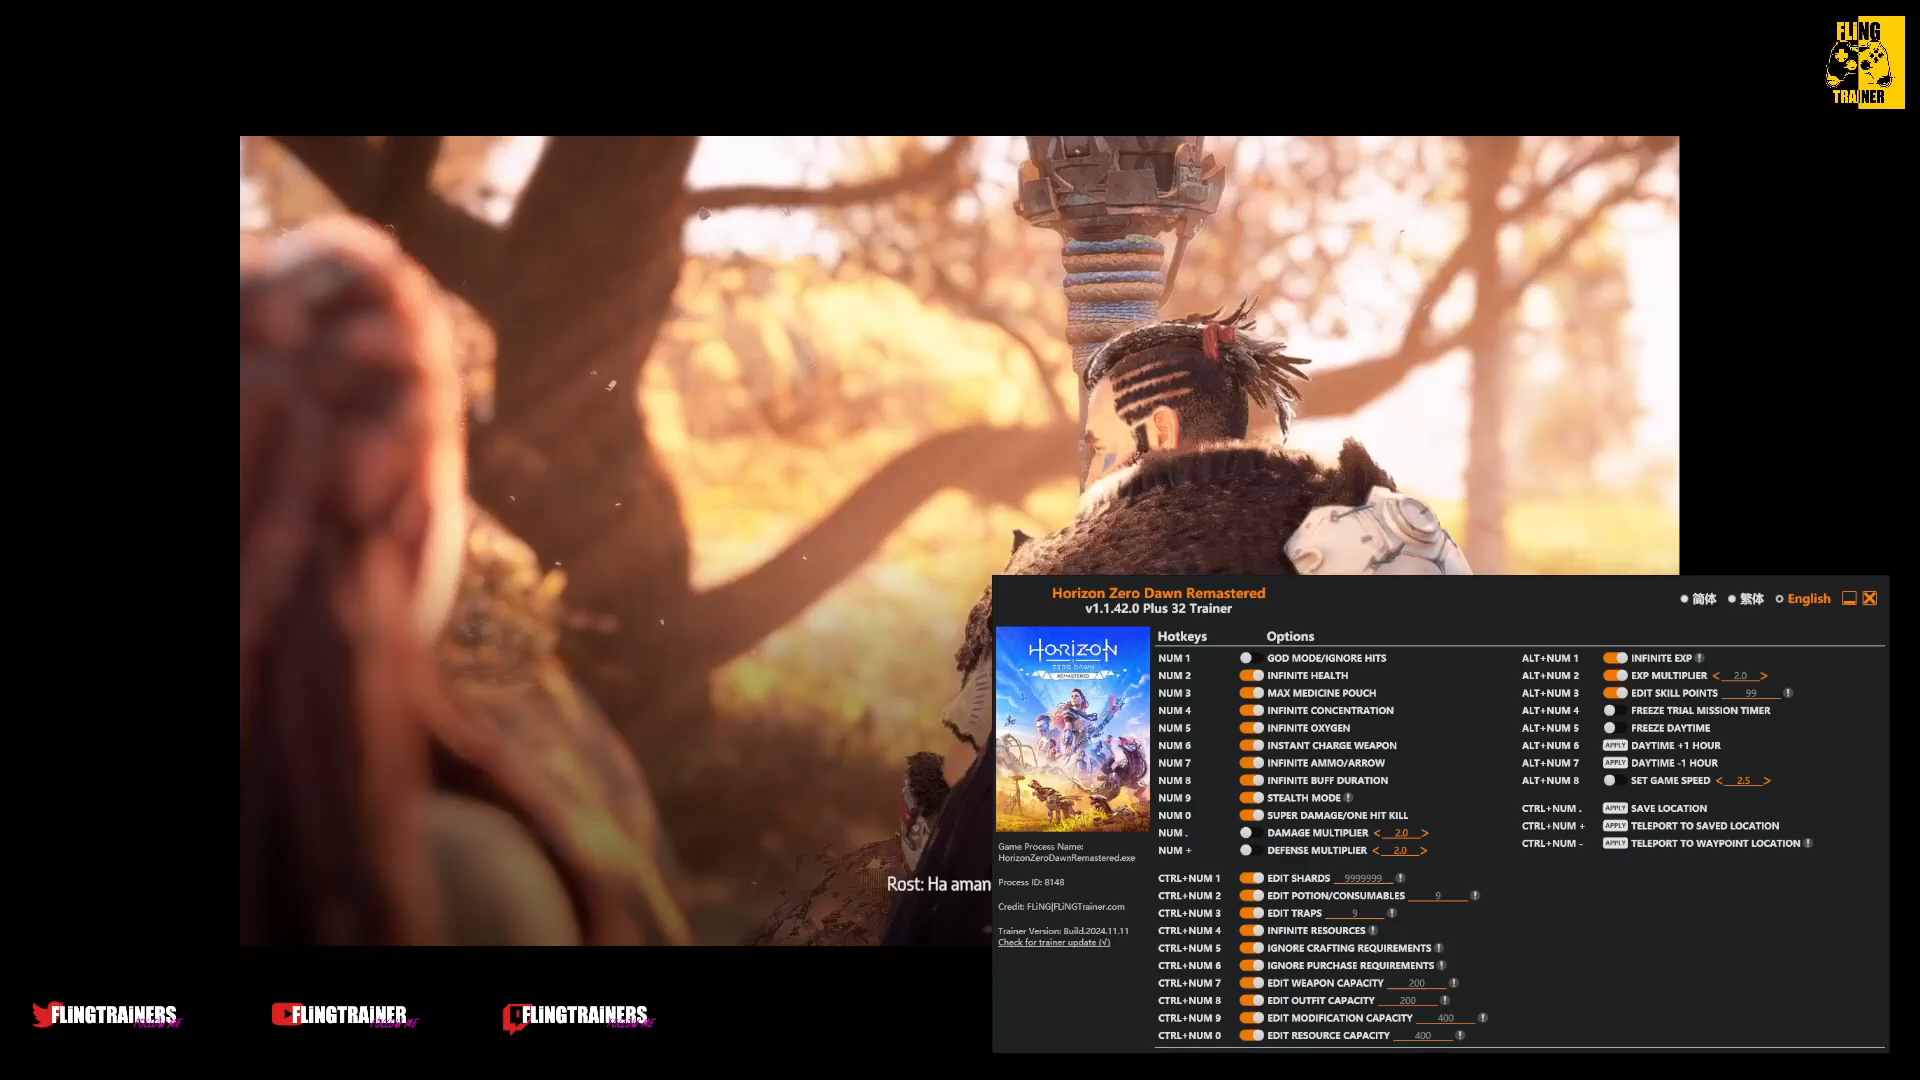 FLiNG
TRAINER
Rost: Ha aman
Horizon Zero Dawn Remastered
v1.1.42.0 Plus 32 Trainer
简体
繁体
English
HORIZON
ZERO DAWN
REMASTERED
Game Process Name:
HorizonZeroDawnRemastered.exe
Process ID: 8148
Credit: FLiNG|FLiNGTrainer.com
Trainer Version: Build.2024.11.11
Check for trainer update (√)
Hotkeys Options
NUM 1 GOD MODE/IGNORE HITS
NUM 2 INFINITE HEALTH
NUM 3 MAX MEDICINE POUCH
NUM 4 INFINITE CONCENTRATION
NUM 5 INFINITE OXYGEN
NUM 6 INSTANT CHARGE WEAPON
NUM 7 INFINITE AMMO/ARROW
NUM 8 INFINITE BUFF DURATION
NUM 9 STEALTH MODE !
NUM 0 SUPER DAMAGE/ONE HIT KILL
NUM . DAMAGE MULTIPLIER < 2.0 >
NUM + DEFENSE MULTIPLIER < 2.0 >
CTRL+NUM 1 EDIT SHARDS 9999999 !
CTRL+NUM 2 EDIT POTION/CONSUMABLES 9 !
CTRL+NUM 3 EDIT TRAPS 9 !
CTRL+NUM 4 INFINITE RESOURCES !
CTRL+NUM 5 IGNORE CRAFTING REQUIREMENTS !
CTRL+NUM 6 IGNORE PURCHASE REQUIREMENTS !
CTRL+NUM 7 EDIT WEAPON CAPACITY 200 !
CTRL+NUM 8 EDIT OUTFIT CAPACITY 200 !
CTRL+NUM 9 EDIT MODIFICATION CAPACITY 400 !
CTRL+NUM 0 EDIT RESOURCE CAPACITY 400 !
ALT+NUM 1 INFINITE EXP !
ALT+NUM 2 EXP MULTIPLIER < 2.0 >
ALT+NUM 3 EDIT SKILL POINTS 99 !
ALT+NUM 4 FREEZE TRIAL MISSION TIMER
ALT+NUM 5 FREEZE DAYTIME
ALT+NUM 6 APPLY DAYTIME +1 HOUR
ALT+NUM 7 APPLY DAYTIME -1 HOUR
ALT+NUM 8 SET GAME SPEED < 2.5 >
CTRL+NUM . APPLY SAVE LOCATION
CTRL+NUM + APPLY TELEPORT TO SAVED LOCATION
CTRL+NUM - APPLY TELEPORT TO WAYPOINT LOCATION !
FLiNGTRAINERS
FOLLOW ME
FLiNGTRAINER
FOLLOW ME
FLiNGTRAINERS
FOLLOW ME